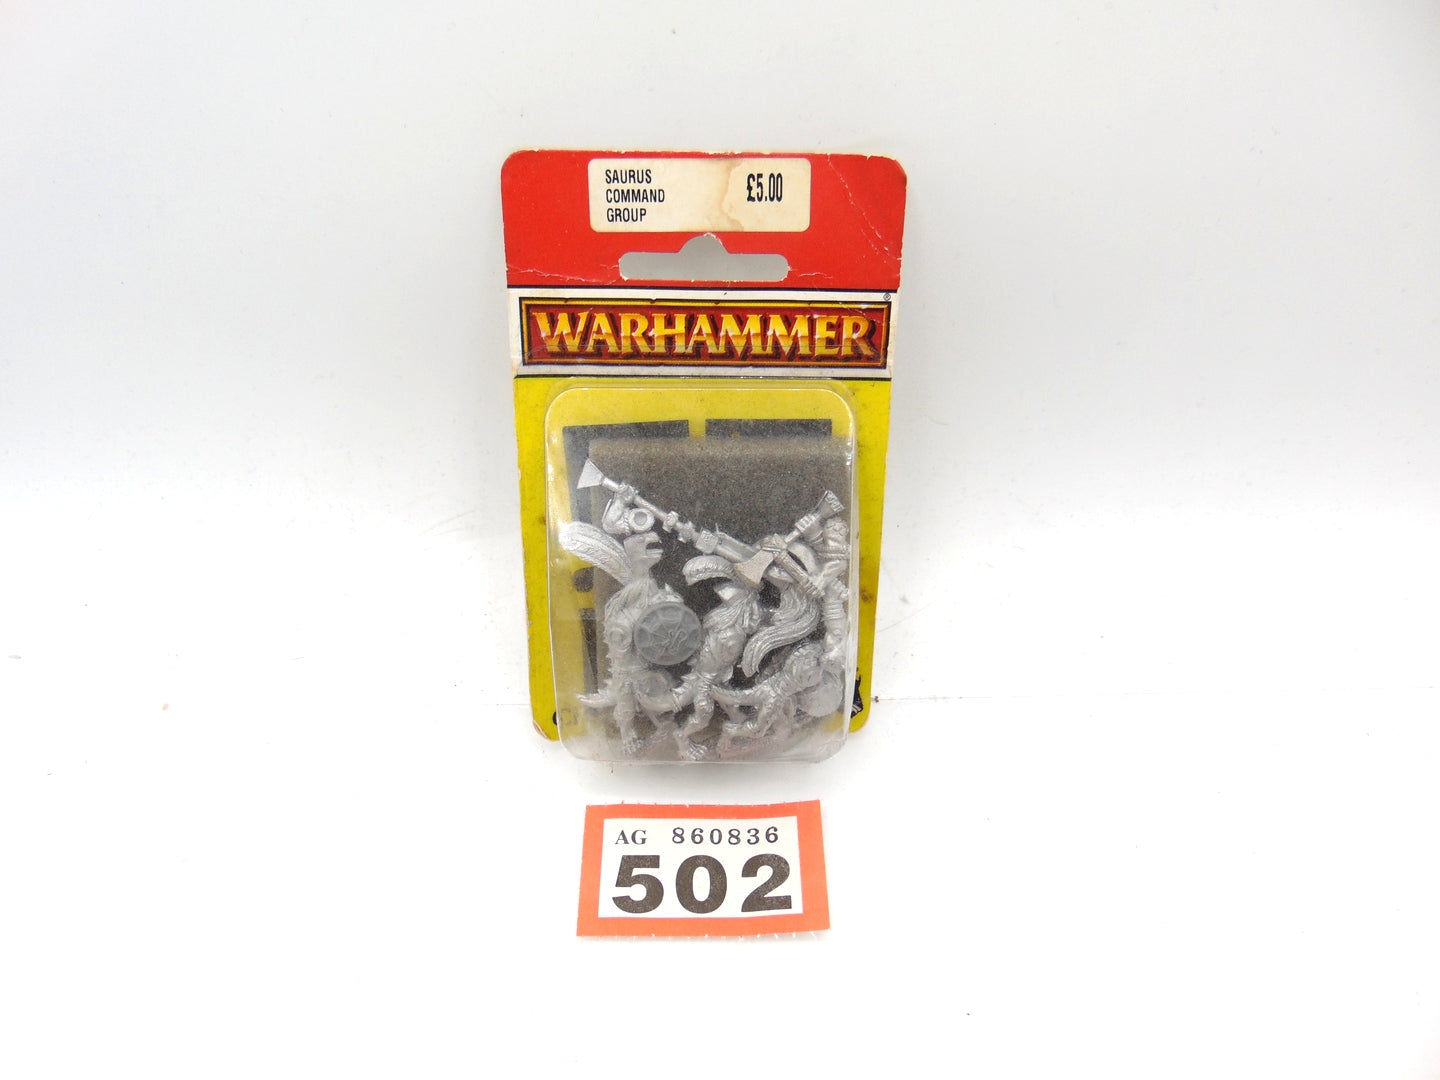 SAURUS
COMMAND
GROUP
£5.00
WARHAMMER®
AG 860836
502